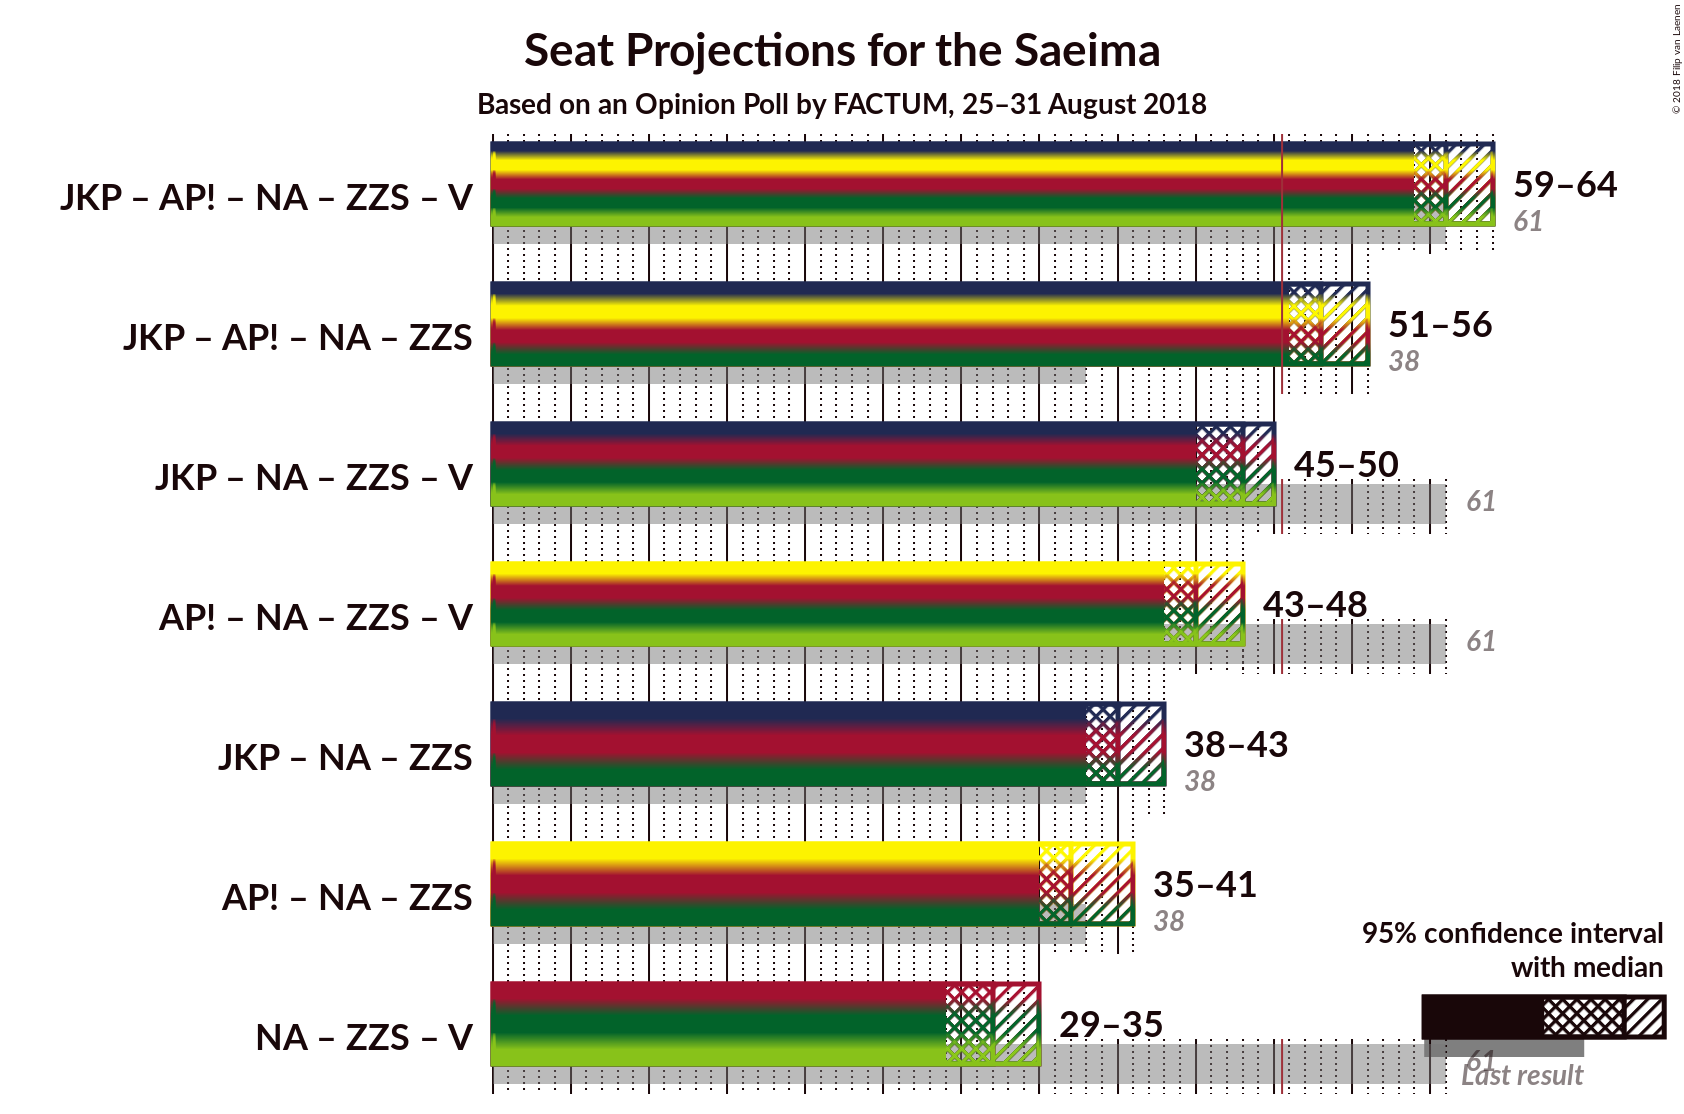 Seat Projections for the Saeima
Based on an Opinion Poll by FACTUM, 25–31 August 2018
© 2018 Filip van Laenen
JKP – AP! – NA – ZZS – V
59–64
61
JKP – AP! – NA – ZZS
51–56
38
JKP – NA – ZZS – V
45–50
61
AP! – NA – ZZS – V
43–48
61
JKP – NA – ZZS
38–43
38
AP! – NA – ZZS
35–41
38
NA – ZZS – V
29–35
61
95% confidence interval
with median
Last result